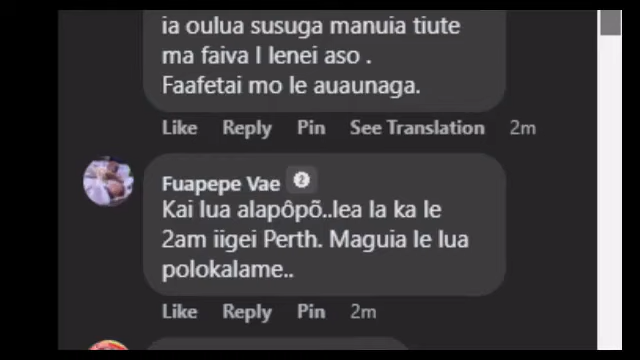 ia oulua susuga manuia tiute
ma faiva I lenei aso .
Faafetai mo le auaunaga.
Like Reply Pin See Translation 2m
Fuapepe Vae
Kai lua alapôpõ..lea la ka le
2am iigei Perth. Maguia le lua
polokalame..
Like Reply Pin 2m